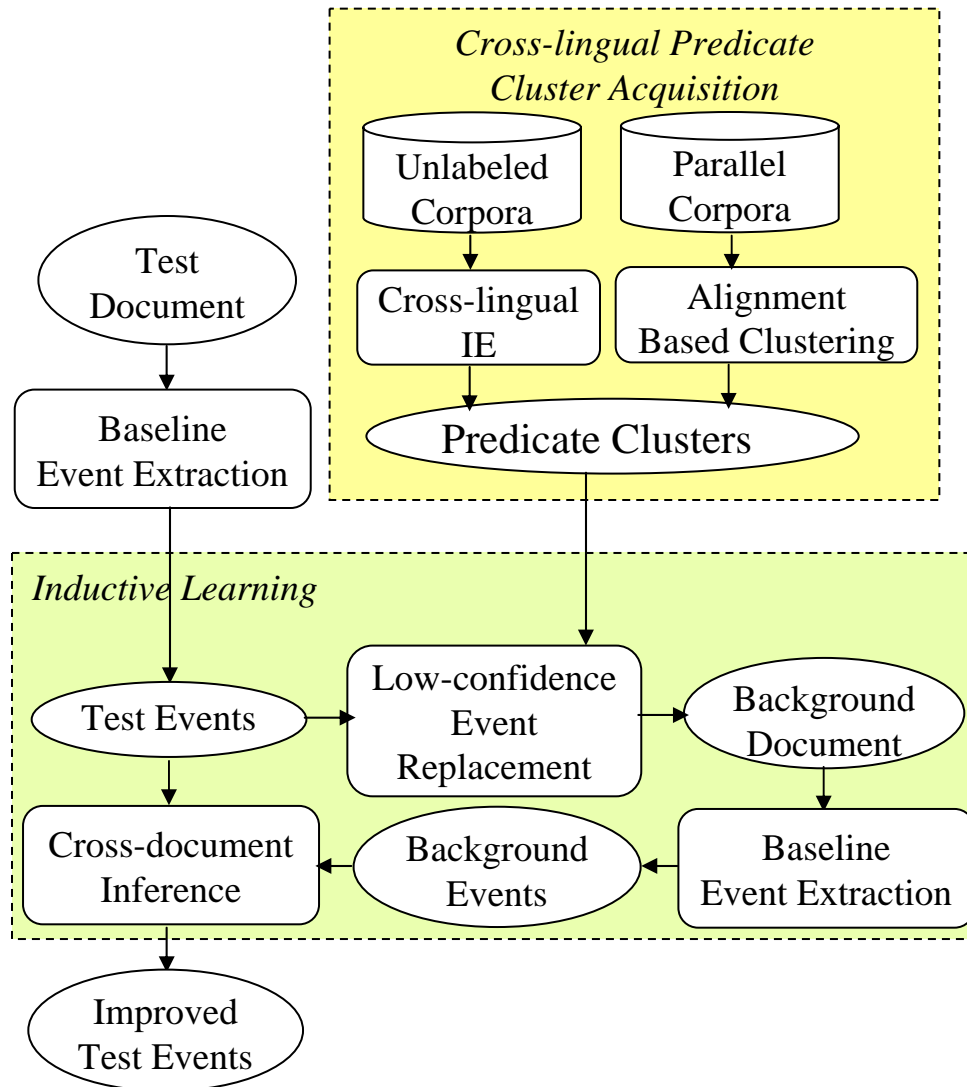 Cross-lingual Predicate
Cluster Acquisition
Unlabeled
Corpora
Parallel
Corpora
Test
Document
Cross-lingual
IE
Alignment
Based Clustering
Baseline
Event Extraction
Predicate Clusters
Inductive Learning
Test Events
Low-confidence
Event
Replacement
Background
Document
Cross-document
Inference
Background
Events
Baseline
Event Extraction
Improved
Test Events